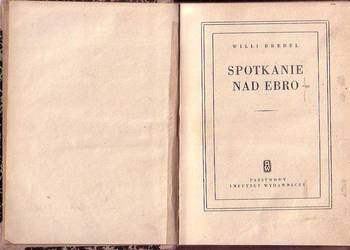 WILLI BREDEL
SPOTKANIE
NAD EBRO
PAŃSTWOWY
INSTYTUT WYDAWNICZY